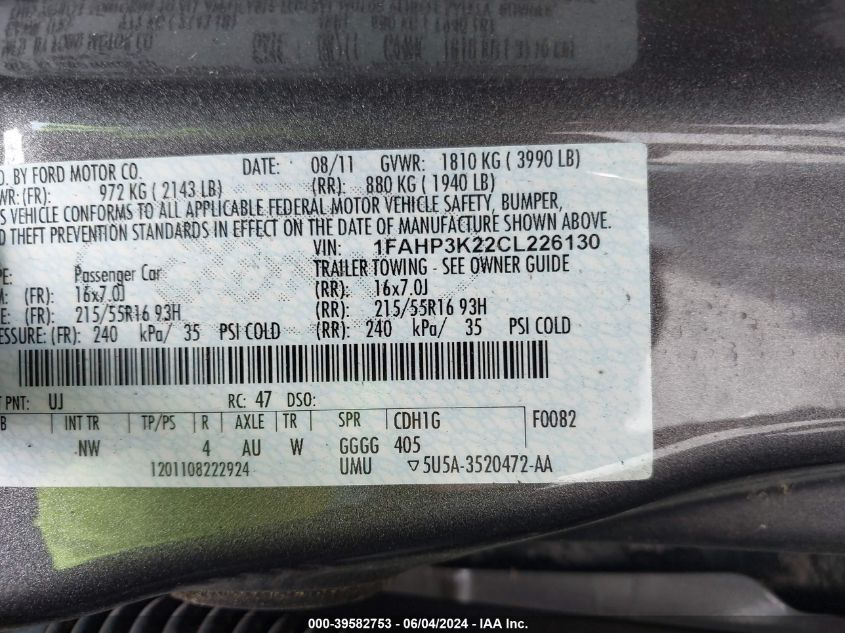 D. BY FORD MOTOR CO. DATE: 08/11 GVWR: 1810 KG ( 3990 LB)
WR: (FR): 972 KG ( 2143 LB) (RR): 880 KG ( 1940 LB)
S VEHICLE CONFORMS TO ALL APPLICABLE FEDERAL MOTOR VEHICLE SAFETY, BUMPER,
D THEFT PREVENTION STANDARDS IN EFFECT ON THE DATE OF MANUFACTURE SHOWN ABOVE.
VIN: 1FAHP3K22CL226130
PE: Passenger Car TRAILER TOWING - SEE OWNER GUIDE
M: (FR): 16x7.0J (RR): 16x7.0J
E: (FR): 215/55R16 93H (RR): 215/55R16 93H
ESSURE: (FR): 240 kPa/ 35 PSI COLD (RR): 240 kPa/ 35 PSI COLD
T PNT: UJ RC: 47 DSO:
B INT TR TP/PS R AXLE TR SPR CDH1G F0082
NW 4 AU W GGGG 405
1201108222924 UMU ▽5U5A-3520472-AA
000-39582753 - 06/04/2024 - IAA Inc.